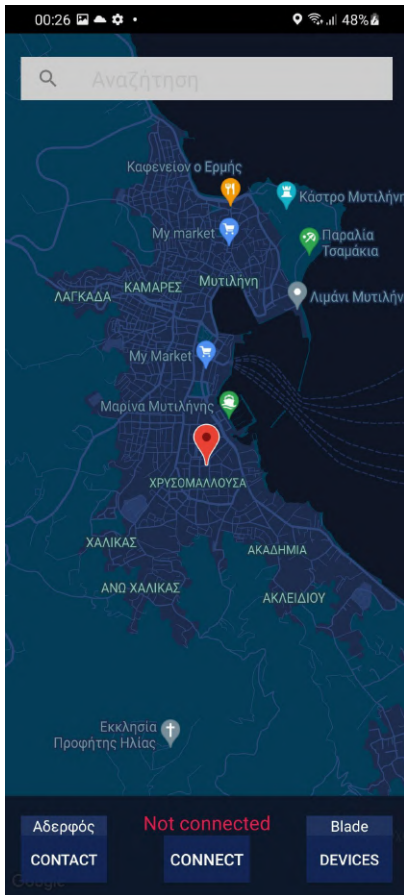 00:26
48%
Αναζήτηση
Καφενείον ο Ερμής
Κάστρο Μυτιλήν
My market
Παραλία
Τσαμάκια
ΛΑΓΚΑΔΑ
ΚΑΜΑΡΕΣ
Μυτιλήνη
Λιμάνι Μυτιλήν
My Market
Μαρίνα Μυτιλήνης
ΧΡΥΣΟΜΑΛΛΟΥΣΑ
ΧΑΛΙΚΑΣ
ΑΚΑΔΗΜΙΑ
ΑΝΩ ΧΑΛΙΚΑΣ
ΑΚΛΕΙΔΙΟΥ
Εκκλησία
Προφήτης Ηλίας
Αδερφός
Not connected
Blade
CONTACT
CONNECT
DEVICES
Google